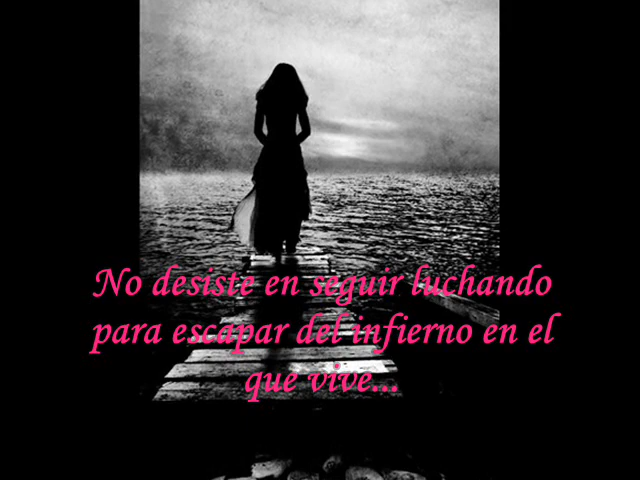 No desiste en seguir luchando
para escapar del infierno en el
que vive...